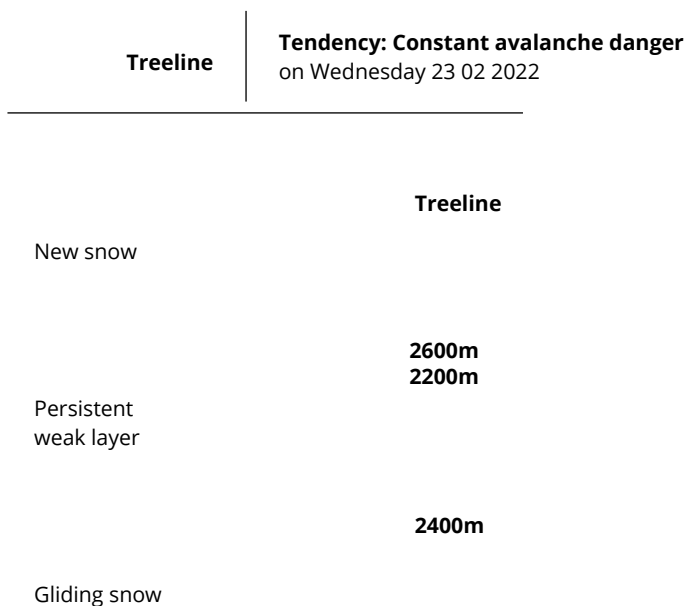 Treeline
Tendency: Constant avalanche danger
on Wednesday 23 02 2022
Treeline
New snow
2600m
2200m
Persistent
weak layer
2400m
Gliding snow